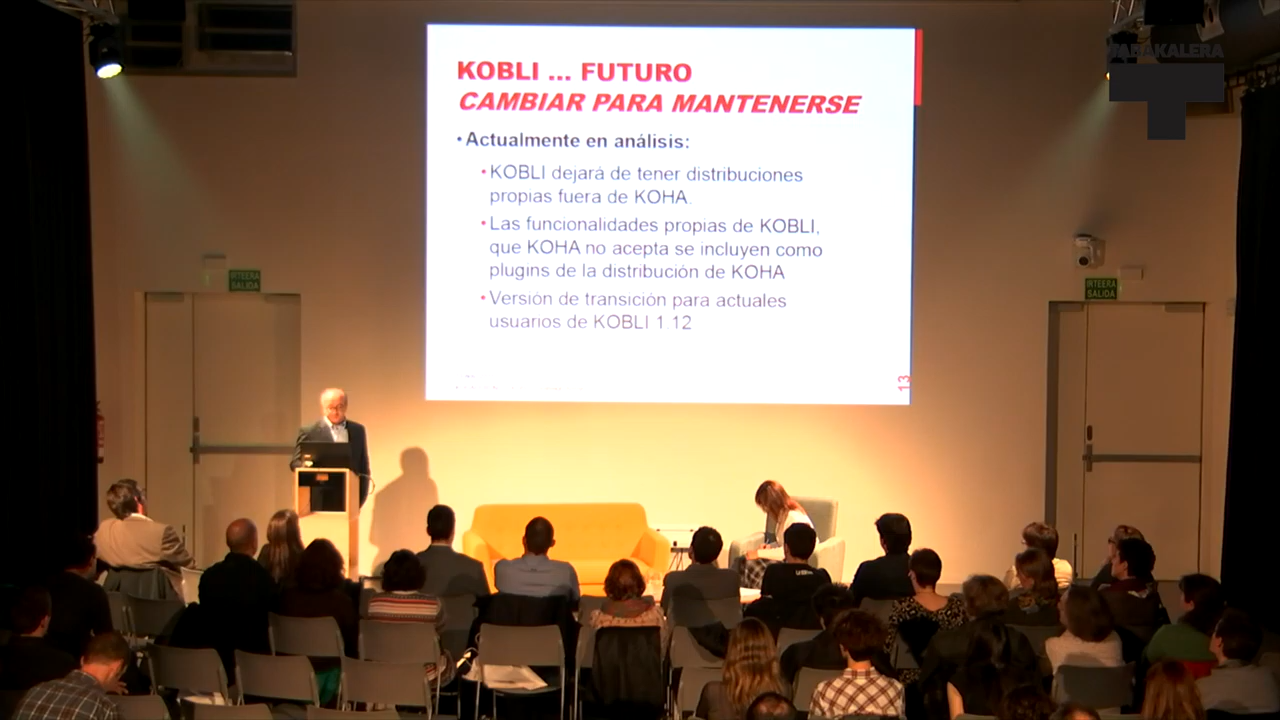 TABAKALERA
KOBLI ... FUTURO
CAMBIAR PARA MANTENERSE
• Actualmente en análisis:
• KOBLI dejará de tener distribuciones
propias fuera de KOHA.
• Las funcionalidades propias de KOBLI,
que KOHA no acepta se incluyen como
plugins de la distribución de KOHA
• Versión de transición para actuales
usuarios de KOBLI 1.12
13
IRTEERA
SALIDA
IRTEERA
SALIDA